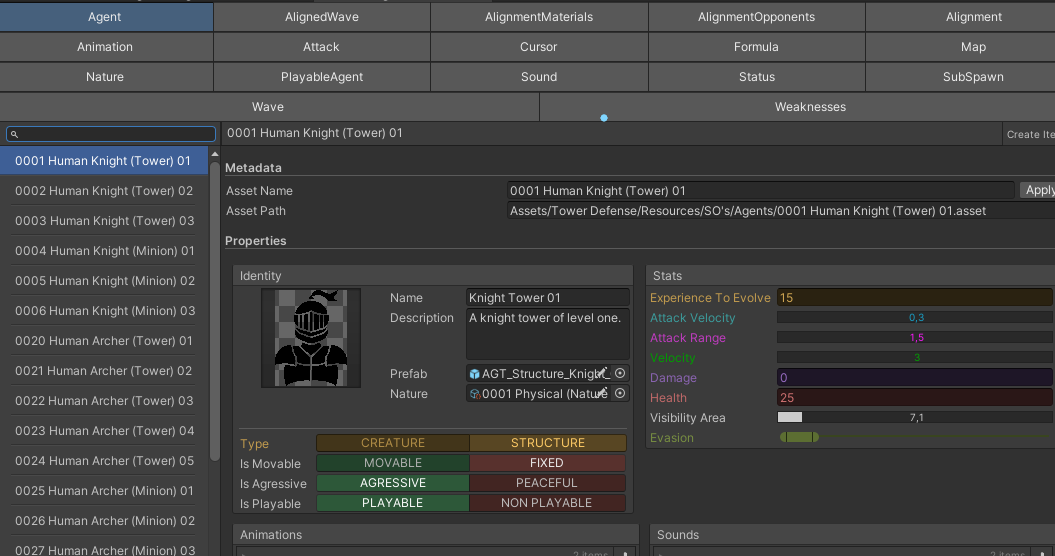 Agent AlignedWave AlignmentMaterials AlignmentOpponents Alignment
Animation Attack Cursor Formula Map
Nature PlayableAgent Sound Status SubSpawn
Wave Weaknesses
0001 Human Knight (Tower) 01 Create Ite
0001 Human Knight (Tower) 01
0002 Human Knight (Tower) 02
0003 Human Knight (Tower) 03
0004 Human Knight (Minion) 01
0005 Human Knight (Minion) 02
0006 Human Knight (Minion) 03
0020 Human Archer (Tower) 01
0021 Human Archer (Tower) 02
0022 Human Archer (Tower) 03
0023 Human Archer (Tower) 04
0024 Human Archer (Tower) 05
0025 Human Archer (Minion) 01
0026 Human Archer (Minion) 02
0027 Human Archer (Minion) 03
Metadata
Asset Name 0001 Human Knight (Tower) 01 Apply
Asset Path Assets/Tower Defense/Resources/SO's/Agents/0001 Human Knight (Tower) 01.asset
Properties
Identity
Name Knight Tower 01
Description A knight tower of level one.
Prefab AGT_Structure_Knight_
Nature 0001 Physical (Nature
Type CREATURE STRUCTURE
Is Movable MOVABLE FIXED
Is Agressive AGRESSIVE PEACEFUL
Is Playable PLAYABLE NON PLAYABLE
Stats
Experience To Evolve 15
Attack Velocity 0,3
Attack Range 1,5
Velocity 3
Damage 0
Health 25
Visibility Area 7,1
Evasion
Animations
2 items
Sounds
2 items